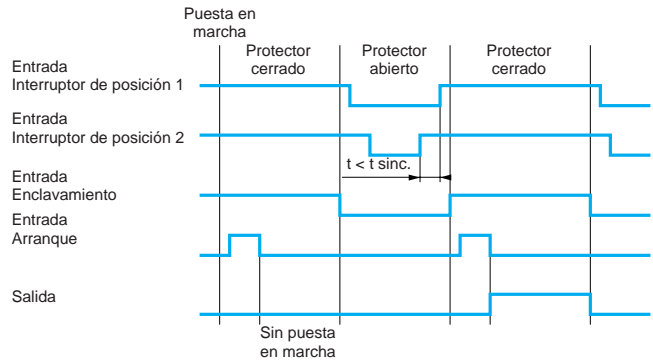 Puesta en
marcha
Protector
cerrado
Protector
abierto
Protector
cerrado
Entrada
Interruptor de posición 1
Entrada
Interruptor de posición 2
t < t sinc.
Entrada
Enclavamiento
Entrada
Arranque
Salida
Sin puesta
en marcha